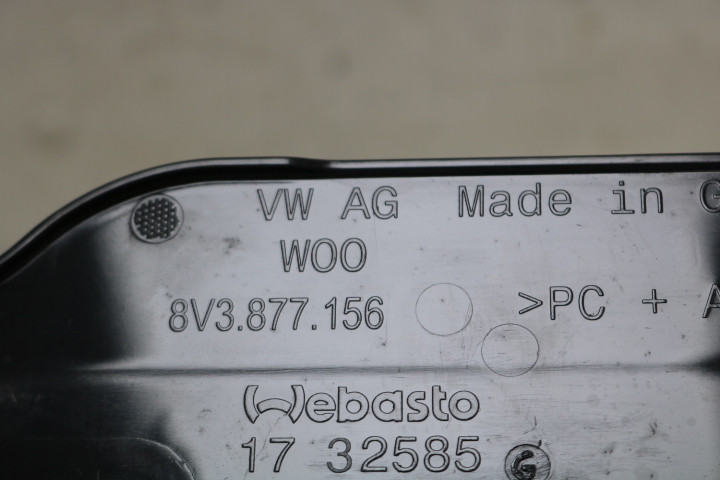 VW AG Made in G
WOO
8V3.877.156 >PC + A
Webasto
17 32585 G